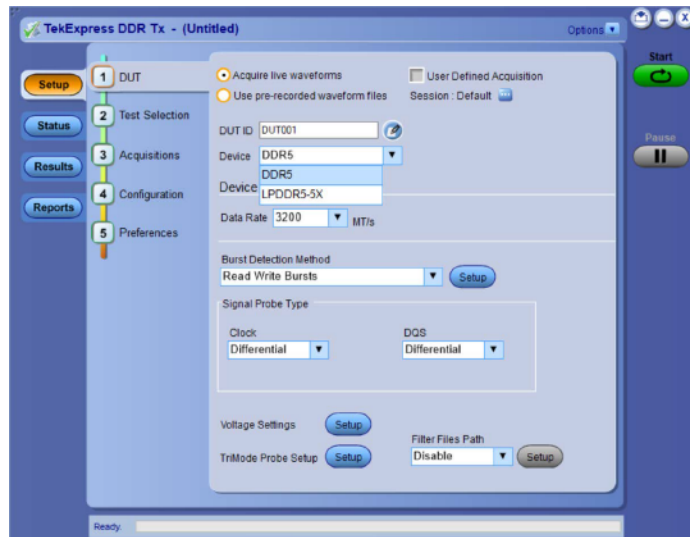 TekExpress DDR Tx - (Untitled)
Options
Start
Setup
Status
Results
Reports
Pause
1 DUT
2 Test Selection
3 Acquisitions
4 Configuration
5 Preferences
Acquire live waveforms
User Defined Acquisition
Use pre-recorded waveform files
Session : Default
DUT ID DUT001
Device DDR5
DDR5
LPDDR5-5X
Device
Data Rate 3200 MT/s
Burst Detection Method
Read Write Bursts
Setup
Signal Probe Type
Clock
DQS
Differential
Differential
Voltage Settings Setup
Filter Files Path
TriMode Probe Setup Setup
Disable
Setup
Ready.